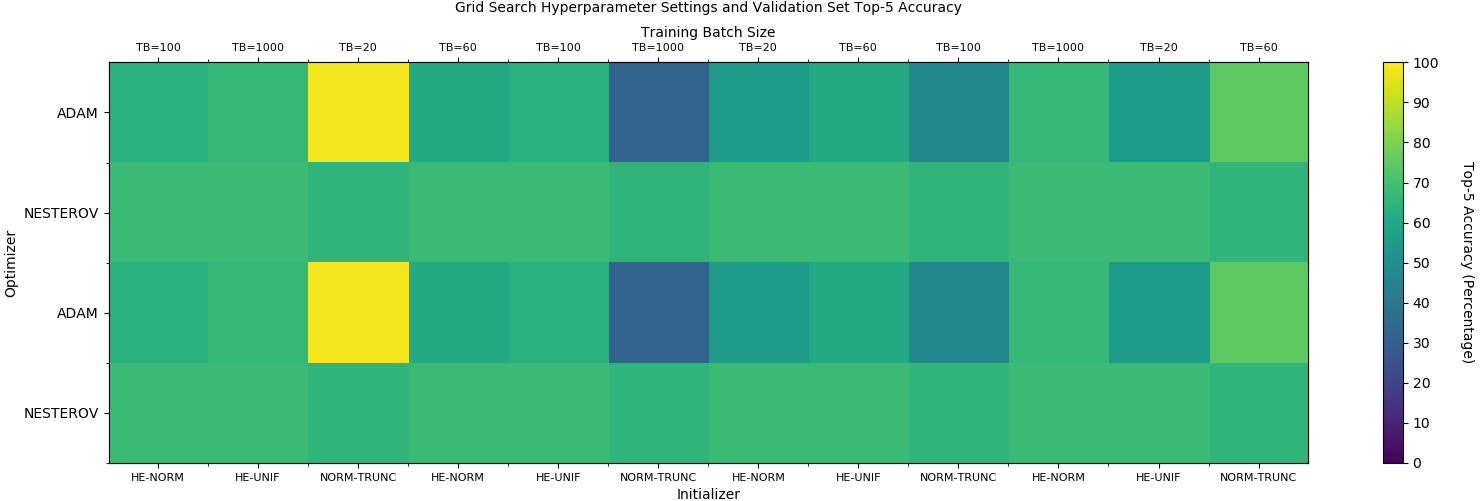 Grid Search Hyperparameter Settings and Validation Set Top-5 Accuracy
Training Batch Size
TB=100 TB=1000 TB=20 TB=60 TB=100 TB=1000 TB=20 TB=60 TB=100 TB=1000 TB=20 TB=60
Optimizer
ADAM
NESTEROV
ADAM
NESTEROV
HE-NORM HE-UNIF NORM-TRUNC HE-NORM HE-UNIF NORM-TRUNC HE-NORM HE-UNIF NORM-TRUNC HE-NORM HE-UNIF NORM-TRUNC
Initializer
100
90
80
70
60
50
40
30
20
10
0
Top-5 Accuracy (Percentage)